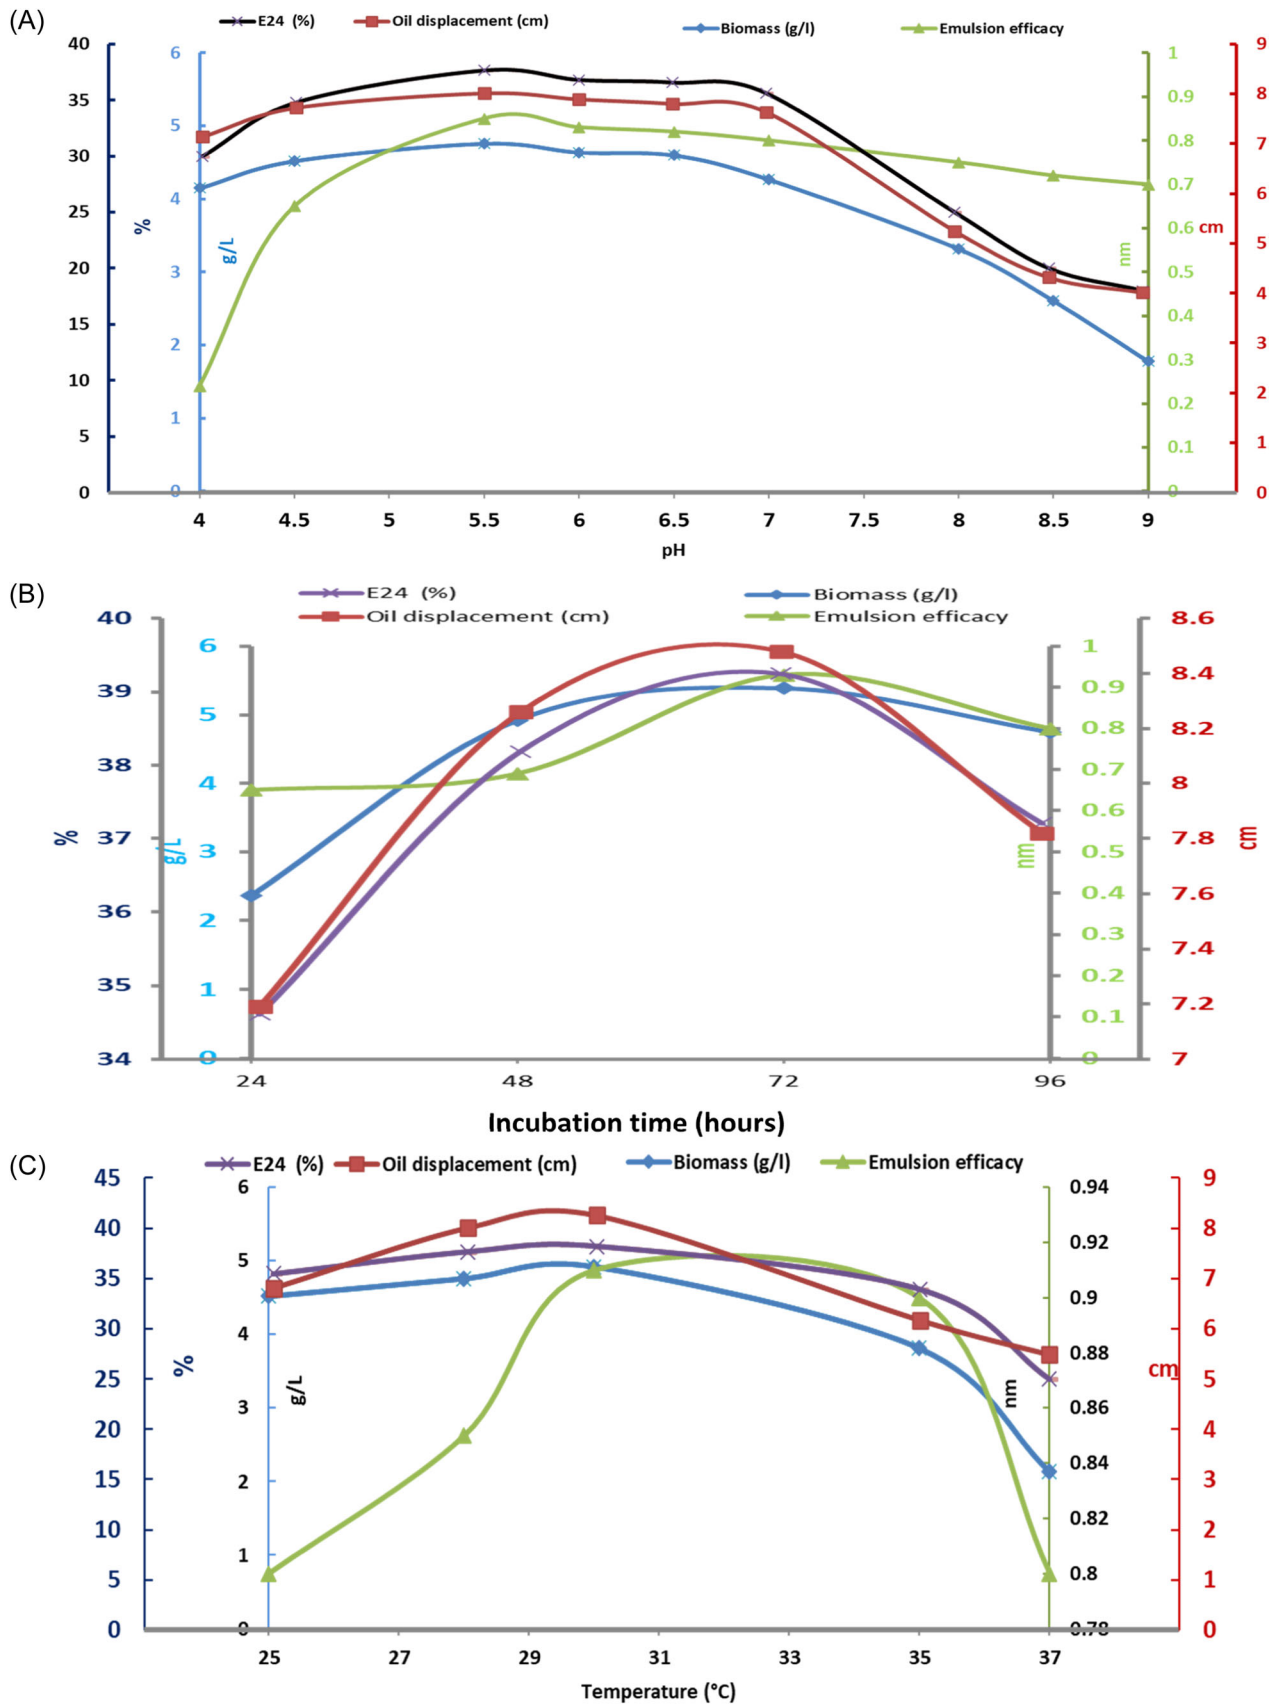 (A)
E24 (%) Oil displacement (cm) Biomass (g/l) Emulsion efficacy
40 6 1 9
35 5 0.9 8
30 4 0.8 7
25 3 0.7 6
20 2 0.6 5
15 1 0.5 4
10 0 0.4 3
5 0.3 2
0 0.2 1
0.1 0
0
% g/L nm cm
4 4.5 5 5.5 6 6.5 7 7.5 8 8.5 9
pH
(B)
E24 (%) Biomass (g/l)
Oil displacement (cm) Emulsion efficacy
40 6 1 8.6
39 5 0.9 8.4
38 4 0.8 8.2
37 3 0.7 8
36 2 0.6 7.8
35 1 0.5 7.6
34 0 0.4 7.4
0.3 7.2
0.2 7
0.1
0
% g/L nm cm
24 48 72 96
Incubation time (hours)
(C)
E24 (%) Oil displacement (cm) Biomass (g/l) Emulsion efficacy
45 6 0.94 9
40 5 0.92 8
35 4 0.9 7
30 3 0.88 6
25 2 0.86 5
20 1 0.84 4
15 0 0.82 3
10 0.8 2
5 0.78 1
0 0
% g/L nm cm
25 27 29 31 33 35 37
Temperature (°C)